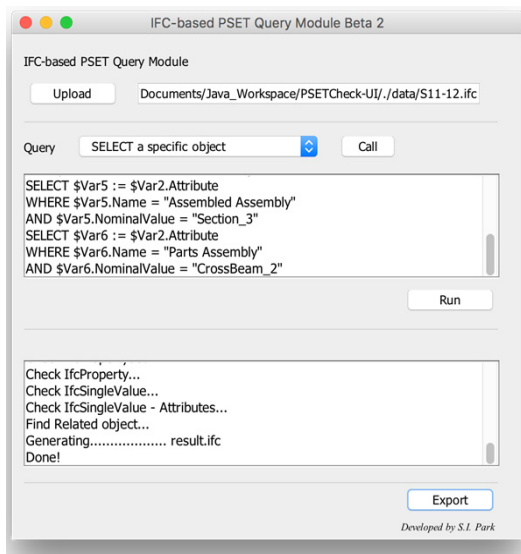 IFC-based PSET Query Module Beta 2
IFC-based PSET Query Module
Upload Documents/Java_Workspace/PSETCheck-UI/./data/S11-12.ifc
Query SELECT a specific object Call
SELECT $Var5 := $Var2.Attribute
WHERE $Var5.Name = "Assembled Assembly"
AND $Var5.NominalValue = "Section_3"
SELECT $Var6 := $Var2.Attribute
WHERE $Var6.Name = "Parts Assembly"
AND $Var6.NominalValue = "CrossBeam_2"
Run
Check IfcProperty...
Check IfcSingleValue...
Check IfcSingleValue - Attributes...
Find Related object...
Generating................... result.ifc
Done!
Export
Developed by S.I. Park